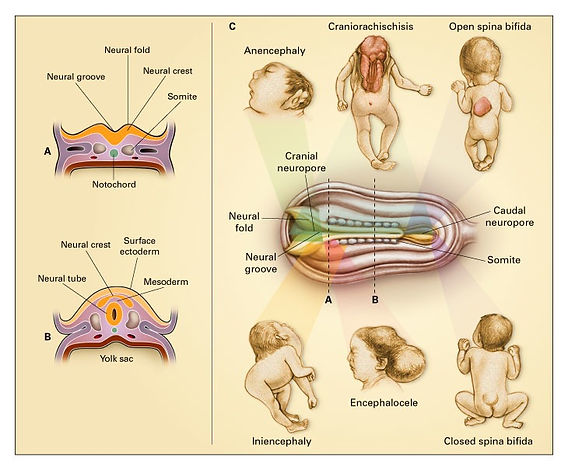 Neural fold
Neural groove
Neural crest
Somite
A
Notochord
Neural crest
Surface
ectoderm
Neural tube
Mesoderm
B
Yolk sac
C
Craniorachischisis
Open spina bifida
Anencephaly
Cranial
neuropore
Neural
fold
Caudal
neuropore
Neural
groove
Somite
A
B
Encephalocele
Iniencephaly
Closed spina bifida